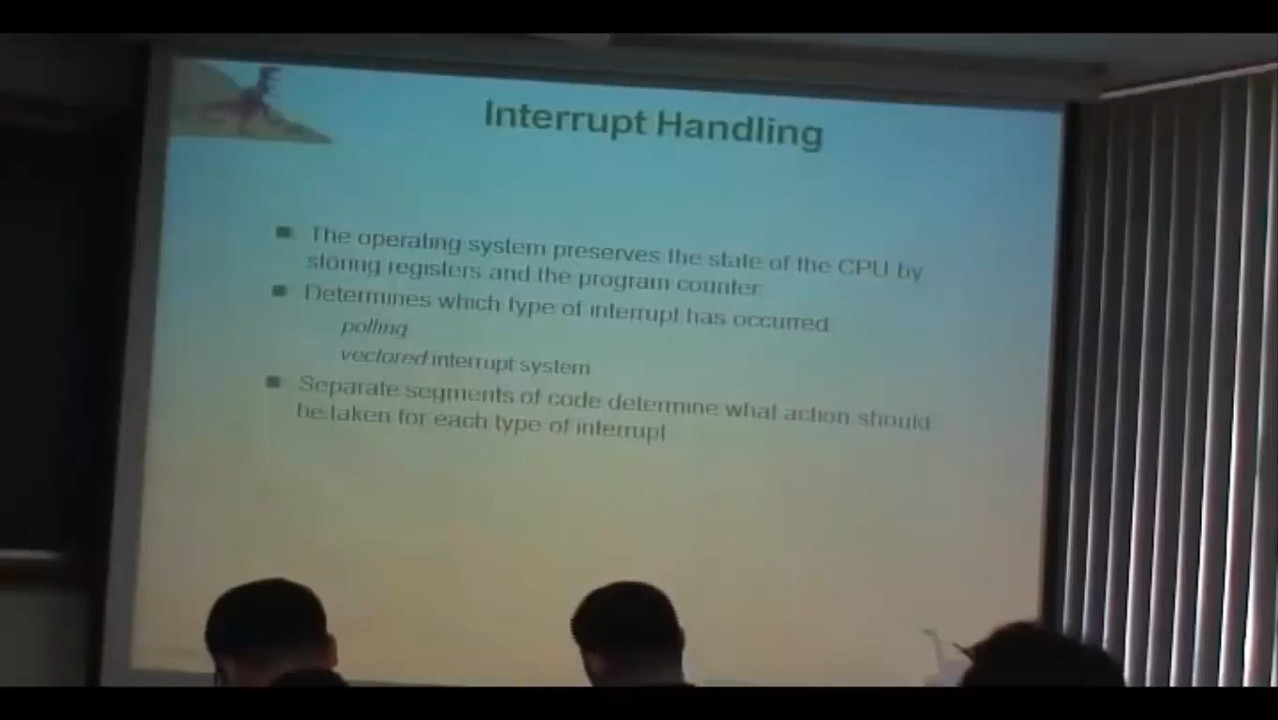 Interrupt Handling
The operating system preserves the state of the CPU by
storing registers and the program counter
Determines which type of interrupt has occurred
polling
vectored interrupt system
Separate segments of code determine what action should
be taken for each type of interrupt